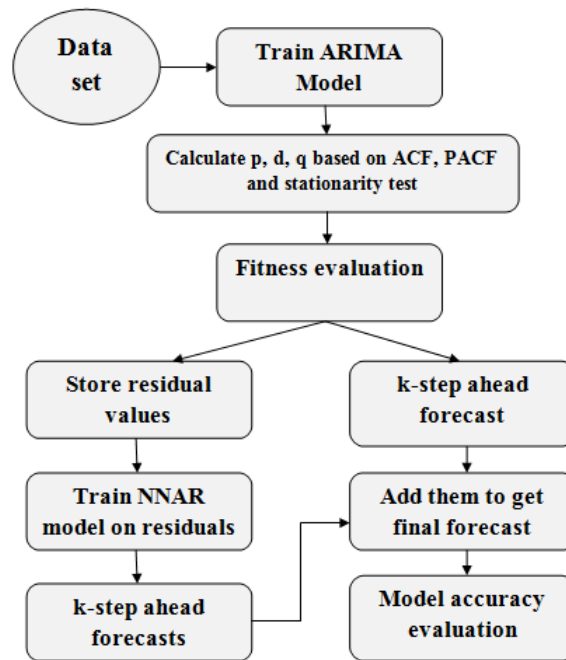 Data
set
Train ARIMA
Model
Calculate p, d, q based on ACF, PACF
and stationarity test
Fitness evaluation
Store residual
values
k-step ahead
forecast
Train NNAR
model on residuals
Add them to get
final forecast
k-step ahead
forecasts
Model accuracy
evaluation